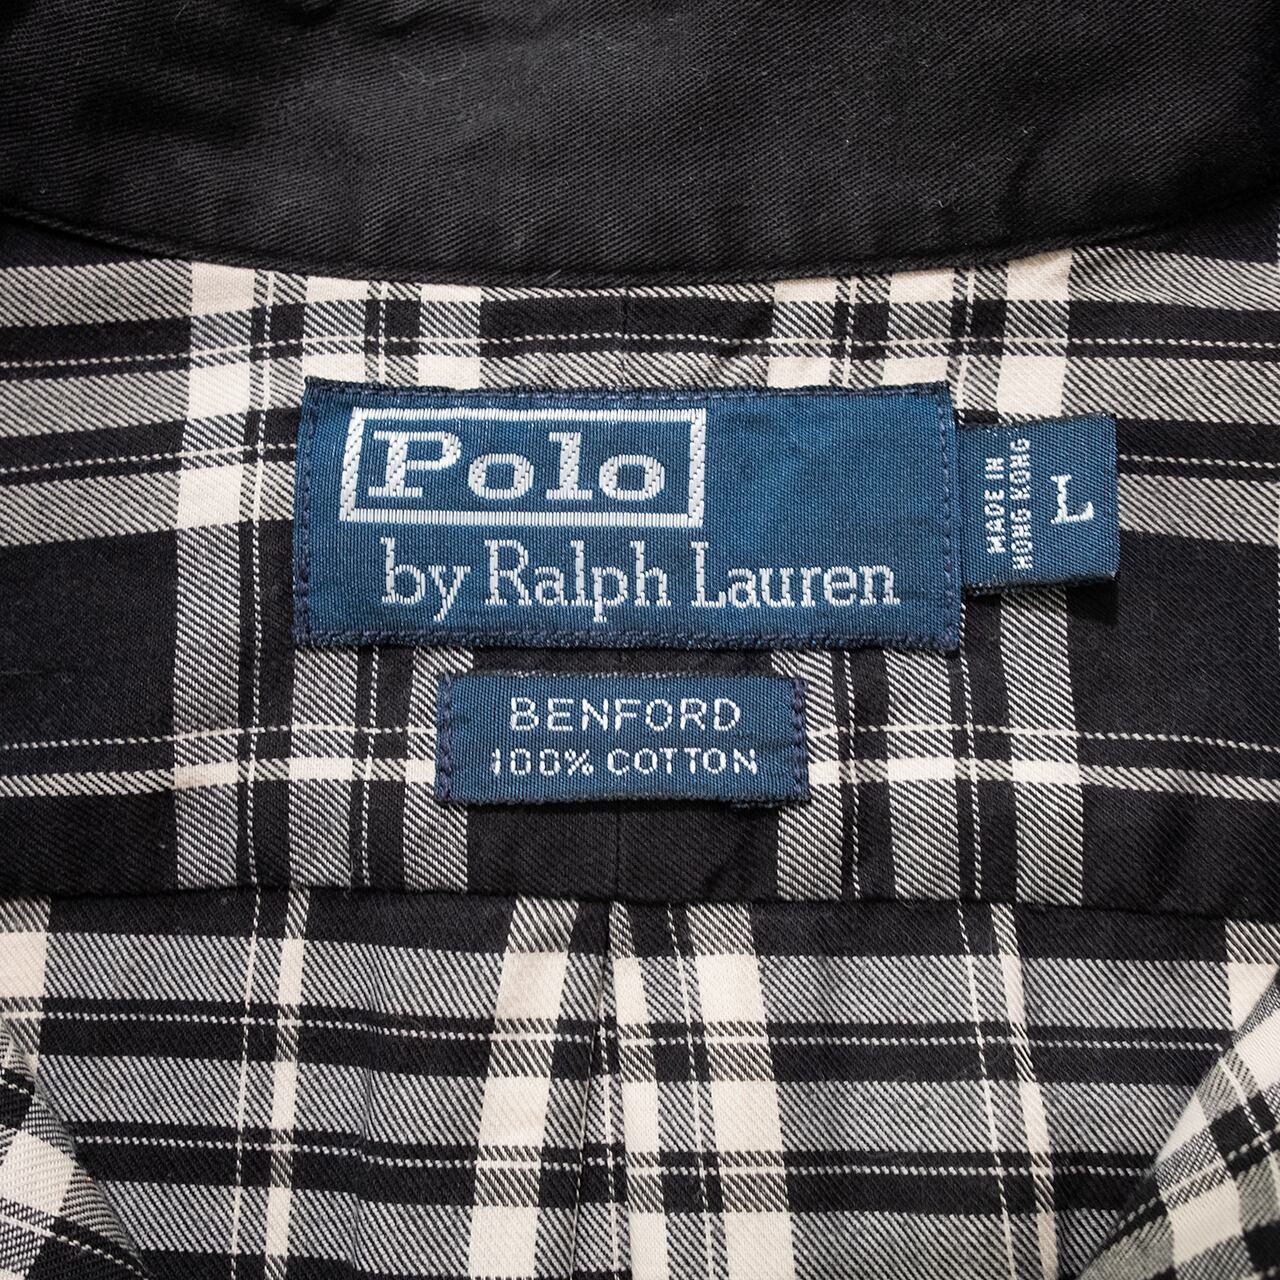 Polo
by Ralph Lauren
MADE IN
HONG KONG
L
BENFORD
100% COTTON